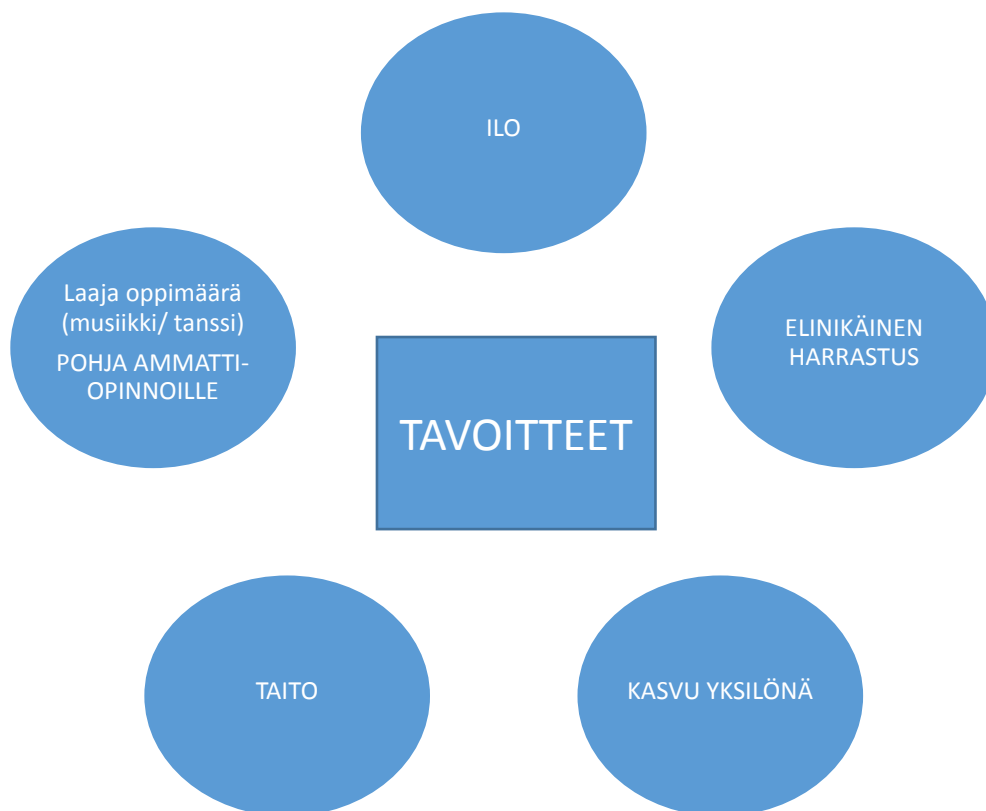 ILO
Laaja oppimäärä
(musiikki/ tanssi)
POHJA AMMATTI-
OPINNOILLE
ELINIKÄINEN
HARRASTUS
TAVOITTEET
TAITO
KASVU YKSILÖNÄ